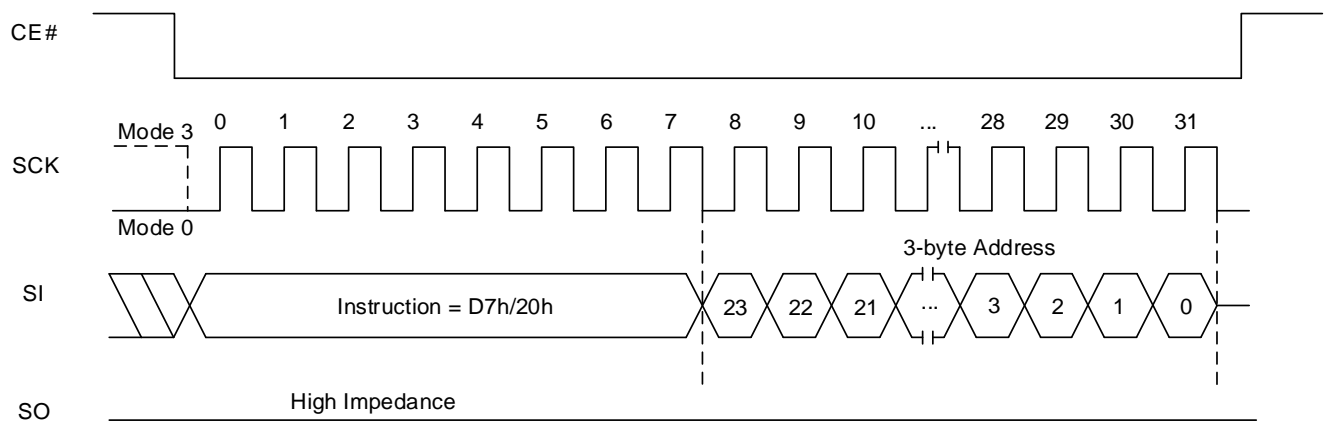 CE#
0 1 2 3 4 5 6 7 8 9 10 ... 28 29 30 31
Mode 3
SCK
Mode 0
3-byte Address
SI
Instruction = D7h/20h 23 22 21 ... 3 2 1 0
High Impedance
SO